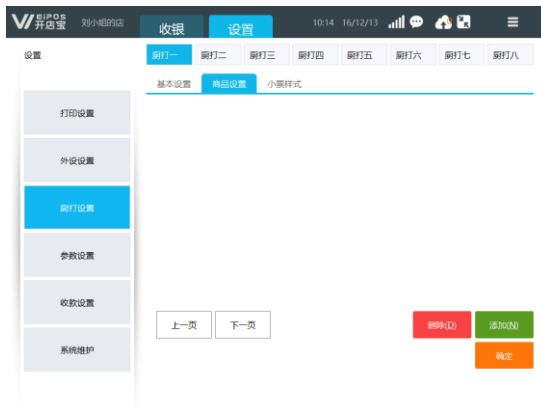 EiPOS
开店宝 刘小姐的店 收银 设置 10:14 16/12/13
设置 厨打一 厨打二 厨打三 厨打四 厨打五 厨打六 厨打七 厨打八
基本设置 商品设置 小票样式
打印设置
外设设置
厨打设置
参数设置
收款设置
上一页 下一页 删除(D) 添加(N)
系统维护 确定